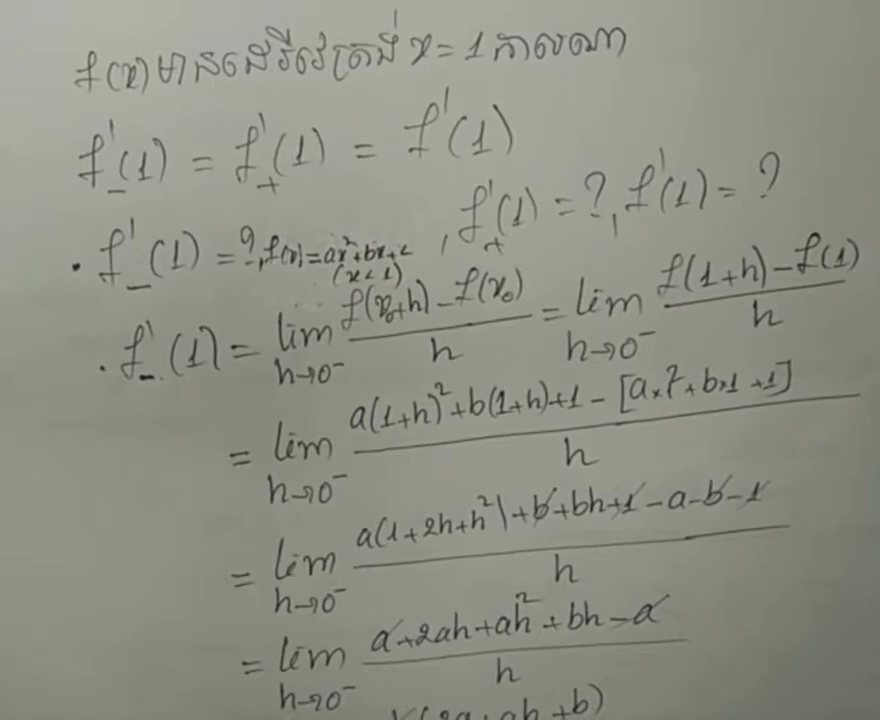 f(x) មានដេរីវេត្រង់ x = 1 កាលណា
f'₋(1) = f'₊(1) = f'(1)
, f'₊(1) = ?, f'(1) = ?
· f'₋(1) = ?, f(x) = ax²+bx+1 (x<1)
· f'₋(1) = lim h→0⁻ (f(x₀+h) - f(x₀))/h = lim h→0⁻ (f(1+h) - f(1))/h
= lim h→0⁻ (a(1+h)²+b(1+h)+1 - [a×1²+b×1+1])/h
= lim h→0⁻ (a(1+2h+h²)+b+bh+1-a-b-1)/h
= lim h→0⁻ (a+2ah+ah²+bh-a)/h
h(2a+ah+b)